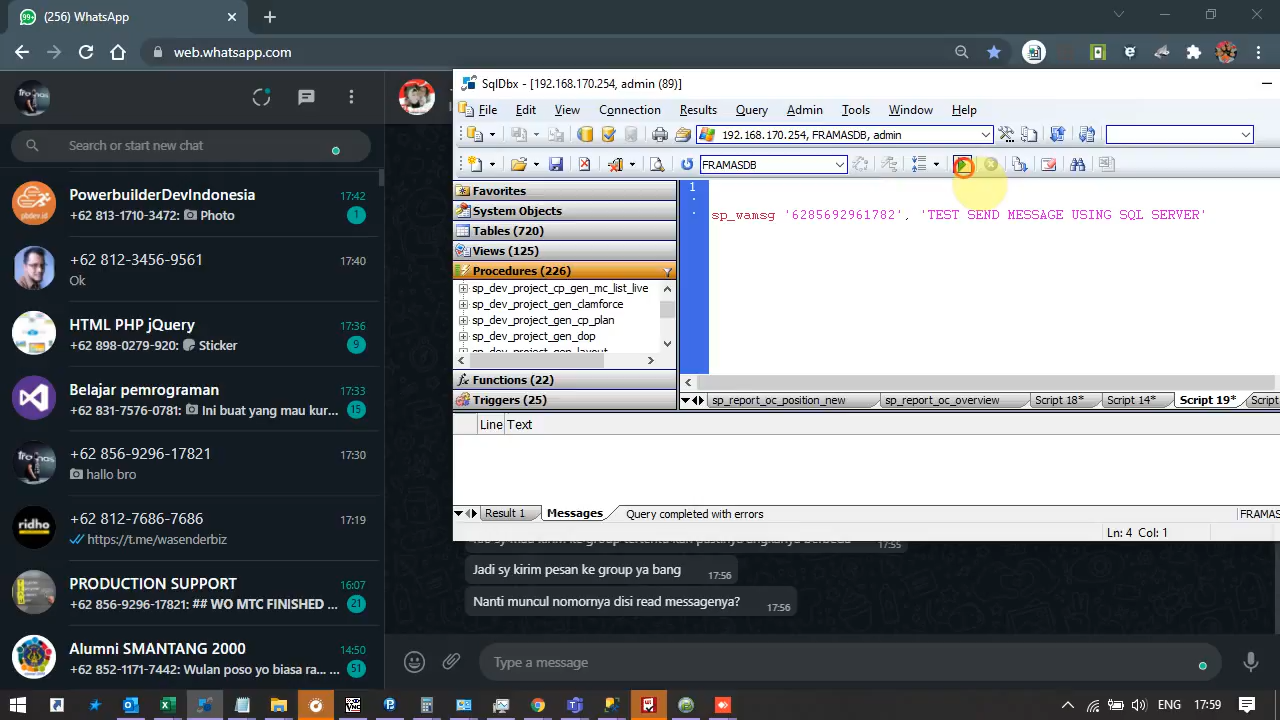 (256) WhatsApp
web.whatsapp.com
99+
Search or start new chat
PowerbuilderDevIndonesia 17:42
+62 813-1710-3472: Photo 1
pbdev.id
+62 812-3456-9561 17:40
Ok
HTML PHP jQuery 17:36
+62 898-0279-920: Sticker 9
Belajar pemrograman 17:33
+62 831-7576-0781: Ini buat yang mau kur... 15
+62 856-9296-17821 17:30
hallo bro
+62 812-7686-7686 17:19
https://t.me/wasenderbiz
ridho
PRODUCTION SUPPORT 16:07
+62 856-9296-17821: ## WO MTC FINISHED ... 21
Alumni SMANTANG 2000 14:50
+62 852-1171-7442: Wulan poso yo biasa ra... 51
SqlDbx - [192.168.170.254, admin (89)]
File Edit View Connection Results Query Admin Tools Window Help
192.168.170.254, FRAMASDB, admin
FRAMASDB
Favorites
System Objects
Tables (720)
Views (125)
Procedures (226)
sp_dev_project_cp_gen_mc_list_live
sp_dev_project_gen_clamforce
sp_dev_project_gen_cp_plan
sp_dev_project_gen_dop
sp_dev_project_gen_layout
Functions (22)
Triggers (25)
1
sp_wamsg '6285692961782', 'TEST SEND MESSAGE USING SQL SERVER'
sp_report_oc_position_new sp_report_oc_overview Script 18* Script 14* Script 19* Script
Line Text
Result 1 Messages Query completed with errors FRAMAS
Ln: 4 Col: 1
17:55
Jadi sy kirim pesan ke group ya bang 17:56
Nanti muncul nomornya disi read messagenya? 17:56
Type a message
ENG 17:59